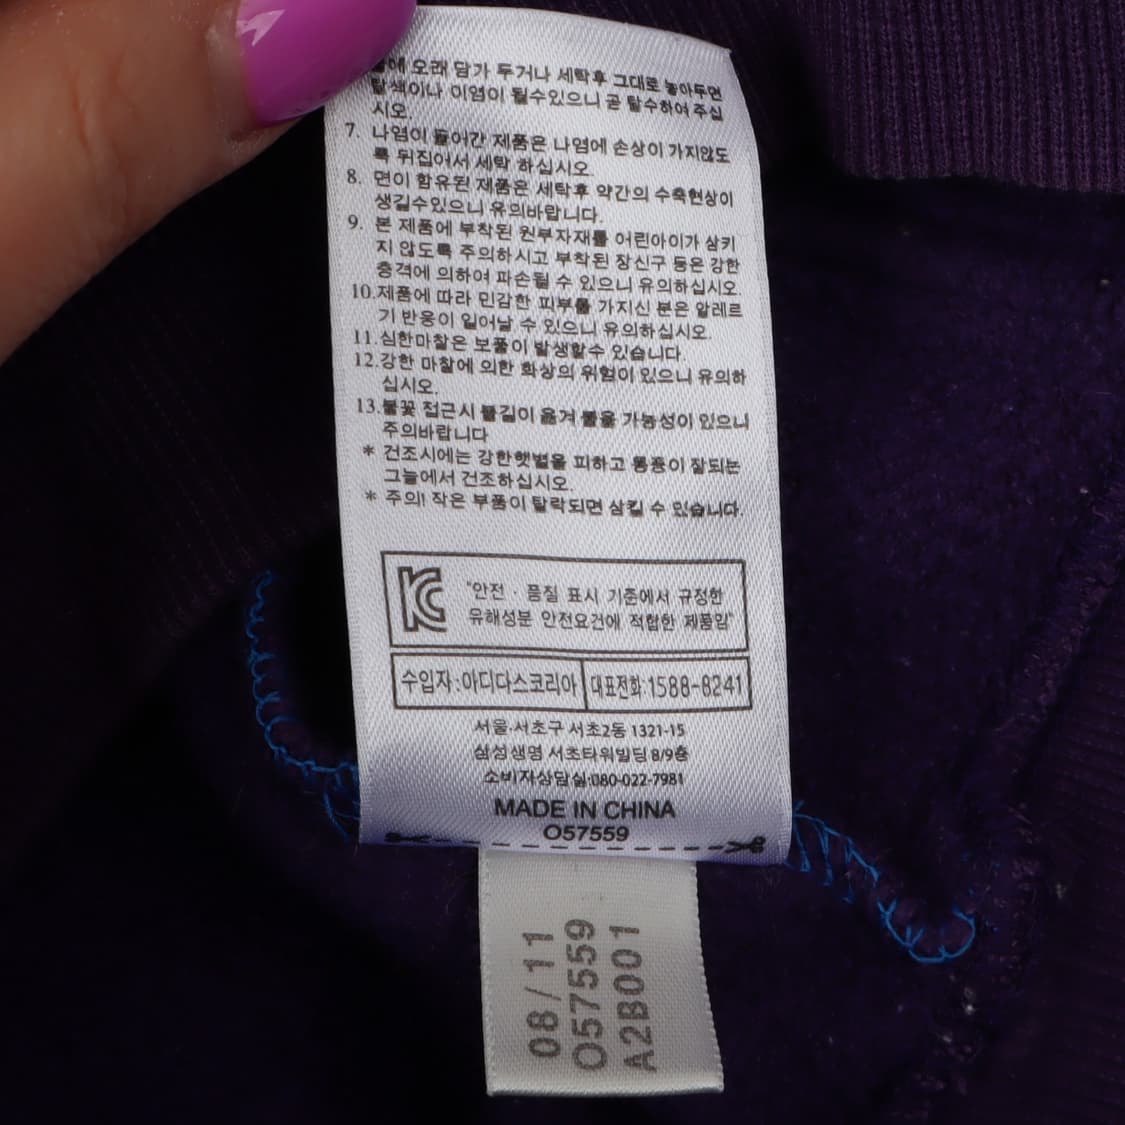 에 오래 담가 두거나 세탁후 그대로 놓아두면
탈색이나 이염이 될수있으니 곧 탈수하여 주십
시오.
7. 나염이 들어간 제품은 나염에 손상이 가지않도
록 뒤집어서 세탁 하십시오.
8. 면이 함유된 제품은 세탁후 약간의 수축현상이
생길수있으니 유의바랍니다.
9. 본 제품에 부착된 원부자재를 어린아이가 삼키
지 않도록 주의하시고 부착된 장신구 등은 강한
충격에 의하여 파손될 수 있으니 유의하십시오
10.제품에 따라 민감한 피부를 가지신 분은 알레르
기 반응이 일어날 수 있으니 유의하십시오.
11.심한마찰은 보풀이 발생할수 있습니다.
12.강한 마찰에 의한 화상의 위험이 있으니 유의하
십시오.
13.불꽃 접근시 불길이 옮겨 붙을 가능성이 있으니
주의바랍니다
* 건조시에는 강한햇볕을 피하고 통풍이 잘되는
그늘에서 건조하십시오.
* 주의! 작은 부품이 탈락되면 삼킬 수 있습니다.
KC "안전 · 품질 표시 기준에서 규정한
유해성분 안전요건에 적합한 제품임"
수입자:아디다스코리아 대표전화:1588-8241
서울·서초구 서초2동 1321-15
삼성생명 서초타워빌딩 8/9층
소비자상담실:080-022-7981
MADE IN CHINA
O57559
08/11
O57559
A2B001